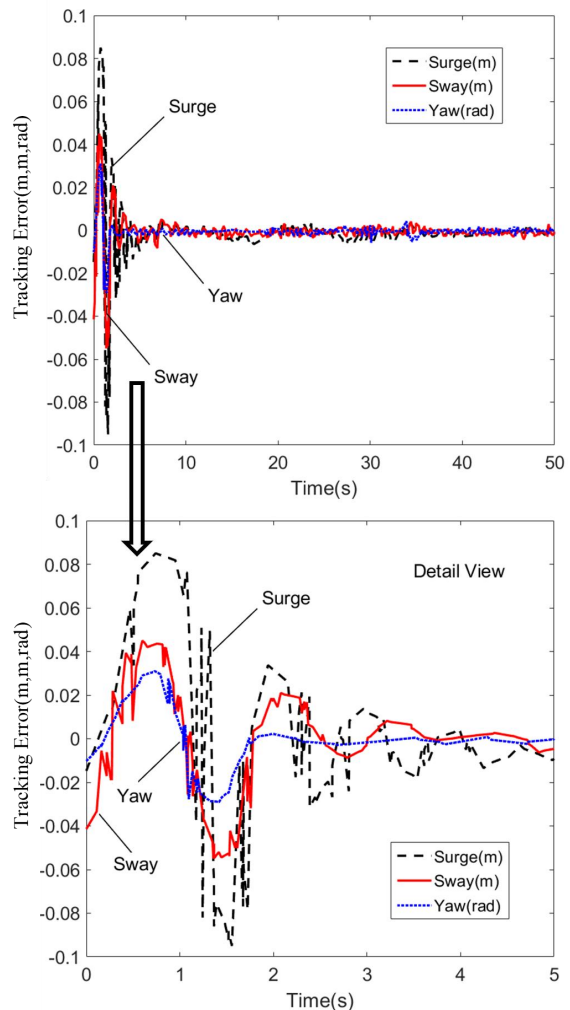 0.1
0.08
0.06
0.04
0.02
0
-0.02
-0.04
-0.06
-0.08
-0.1
Tracking Error(m,m,rad)
Surge(m)
Sway(m)
Yaw(rad)
Surge
Yaw
Sway
0 10 20 30 40 50
Time(s)
0.1
0.08
0.06
0.04
0.02
0
-0.02
-0.04
-0.06
-0.08
-0.1
Tracking Error(m,m,rad)
Detail View
Surge
Yaw
Sway
Surge(m)
Sway(m)
Yaw(rad)
0 1 2 3 4 5
Time(s)